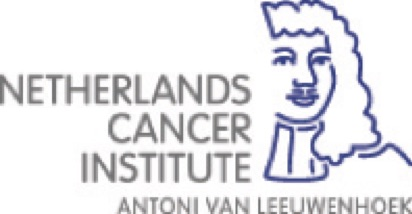 NETHERLANDS
CANCER
INSTITUTE
ANTONI VAN LEEUWENHOEK